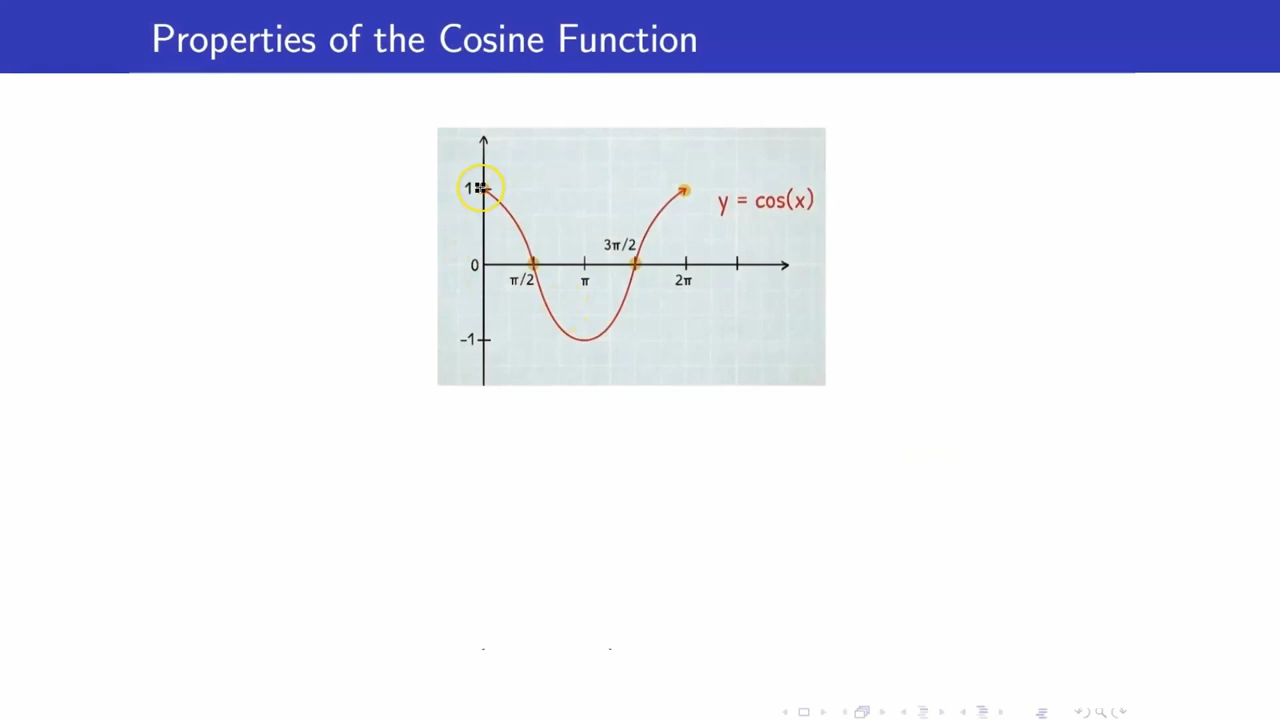 Properties of the Cosine Function
1
y = cos(x)
3π/2
0
π/2
π
2π
-1